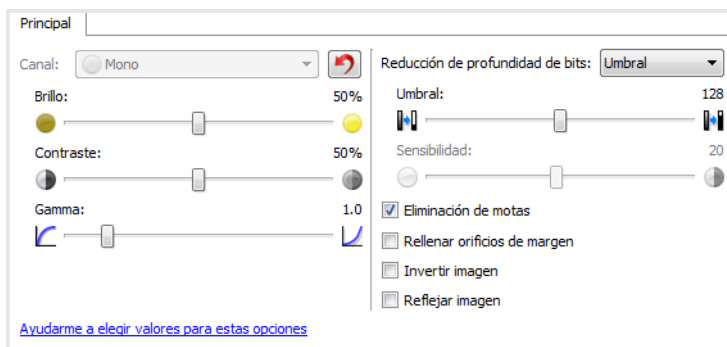 Principal
Canal:
Mono
Brillo:
50%
Contraste:
50%
Gamma:
1.0
Ayudarme a elegir valores para estas opciones
Reducción de profundidad de bits:
Umbral
Umbral:
128
Sensibilidad:
20
Eliminación de motas
Rellenar orificios de margen
Invertir imagen
Reflejar imagen